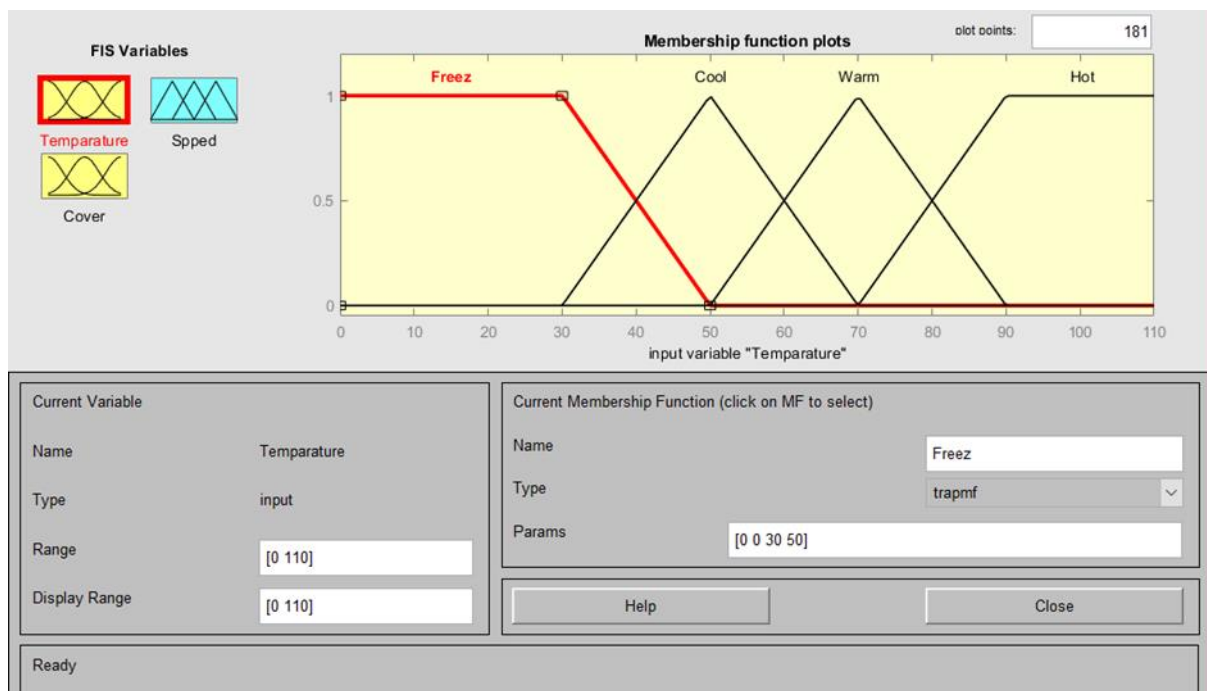 FIS Variables
Temparature
Spped
Cover
Membership function plots
plot points:
181
Freez
Cool
Warm
Hot
1
0.5
0
0 10 20 30 40 50 60 70 80 90 100 110
input variable "Temparature"
Current Variable
Name Temparature
Type input
Range [0 110]
Display Range [0 110]
Current Membership Function (click on MF to select)
Name Freez
Type trapmf
Params [0 0 30 50]
Help
Close
Ready